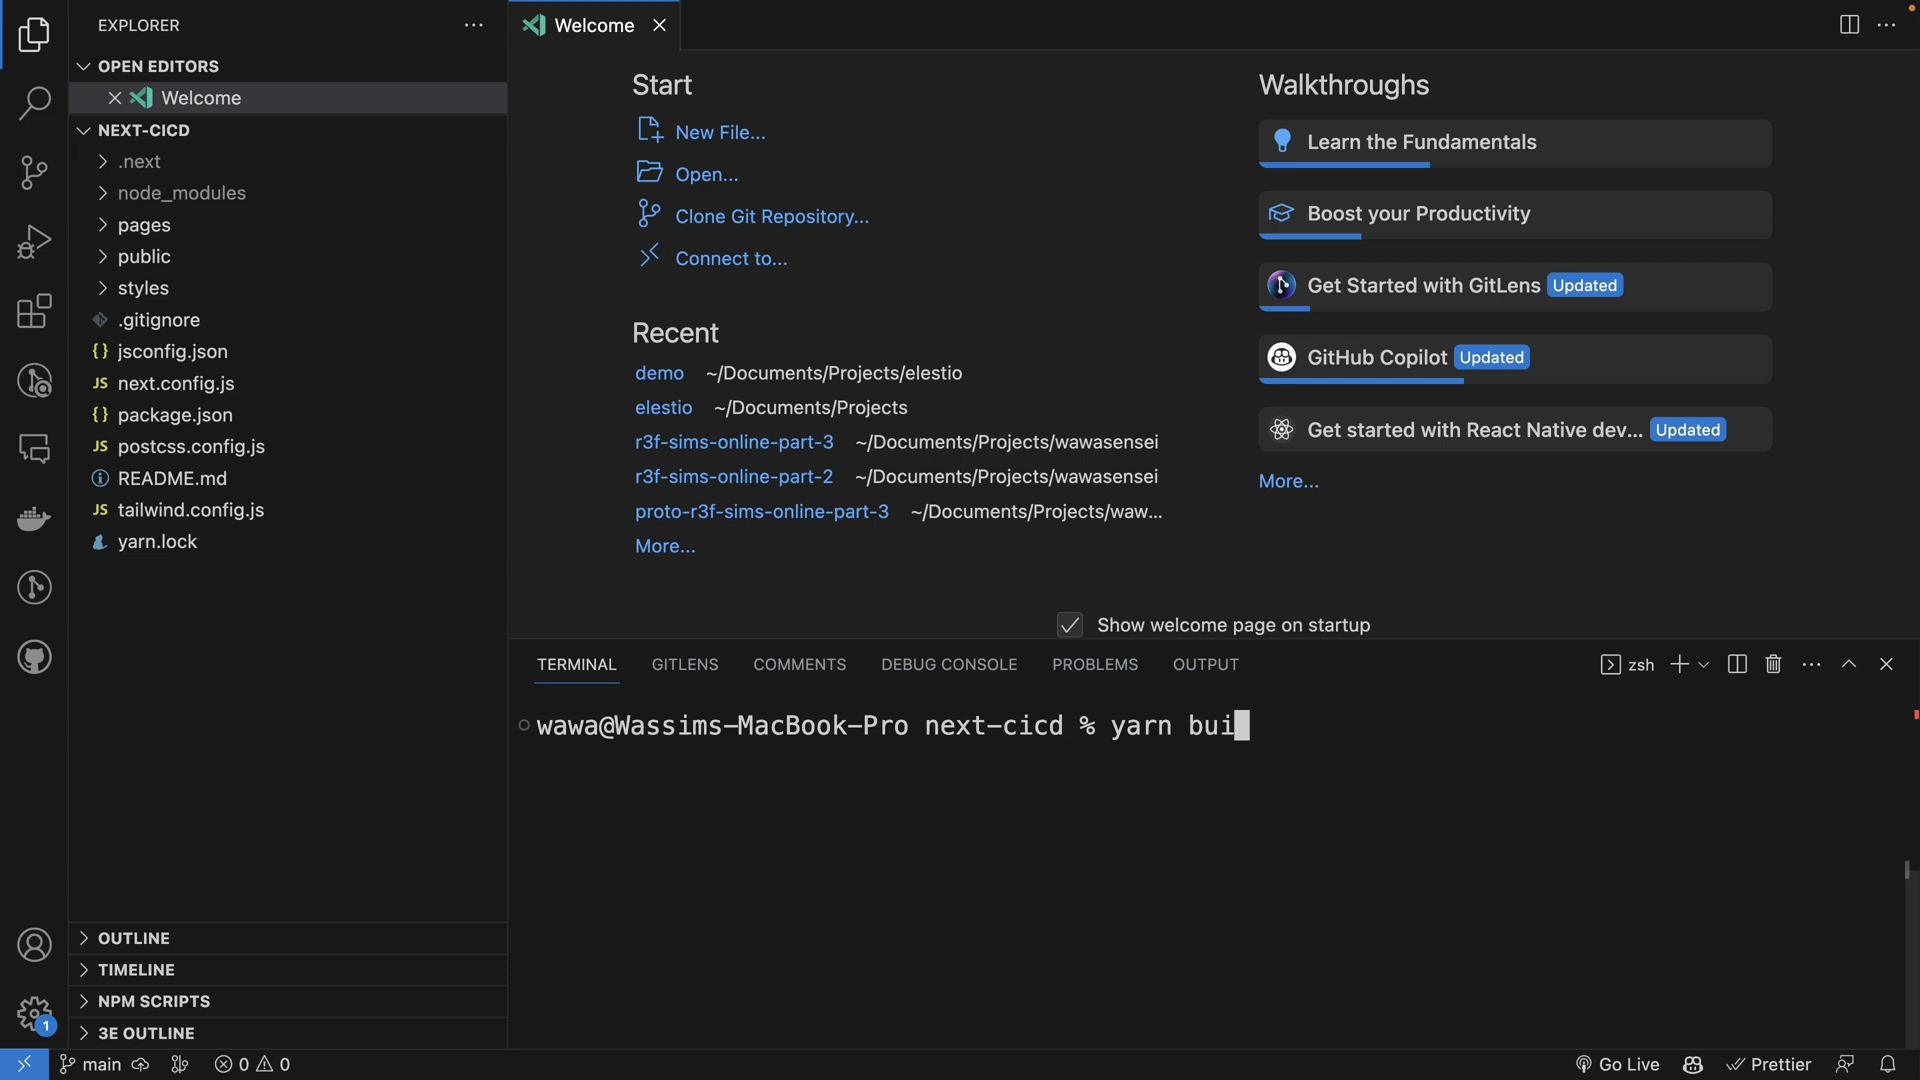 EXPLORER
OPEN EDITORS
Welcome
NEXT-CICD
.next
node_modules
pages
public
styles
.gitignore
{} jsconfig.json
JS next.config.js
{} package.json
JS postcss.config.js
README.md
JS tailwind.config.js
yarn.lock
OUTLINE
TIMELINE
NPM SCRIPTS
3E OUTLINE
1
Welcome
Start
New File...
Open...
Clone Git Repository...
Connect to...
Recent
demo ~/Documents/Projects/elestio
elestio ~/Documents/Projects
r3f-sims-online-part-3 ~/Documents/Projects/wawasensei
r3f-sims-online-part-2 ~/Documents/Projects/wawasensei
proto-r3f-sims-online-part-3 ~/Documents/Projects/waw...
More...
Walkthroughs
Learn the Fundamentals
Boost your Productivity
Get Started with GitLens Updated
GitHub Copilot Updated
Get started with React Native dev... Updated
More...
Show welcome page on startup
TERMINAL GITLENS COMMENTS DEBUG CONSOLE PROBLEMS OUTPUT
zsh
wawa@Wassims-MacBook-Pro next-cicd % yarn bui
main 0 0 Go Live Prettier